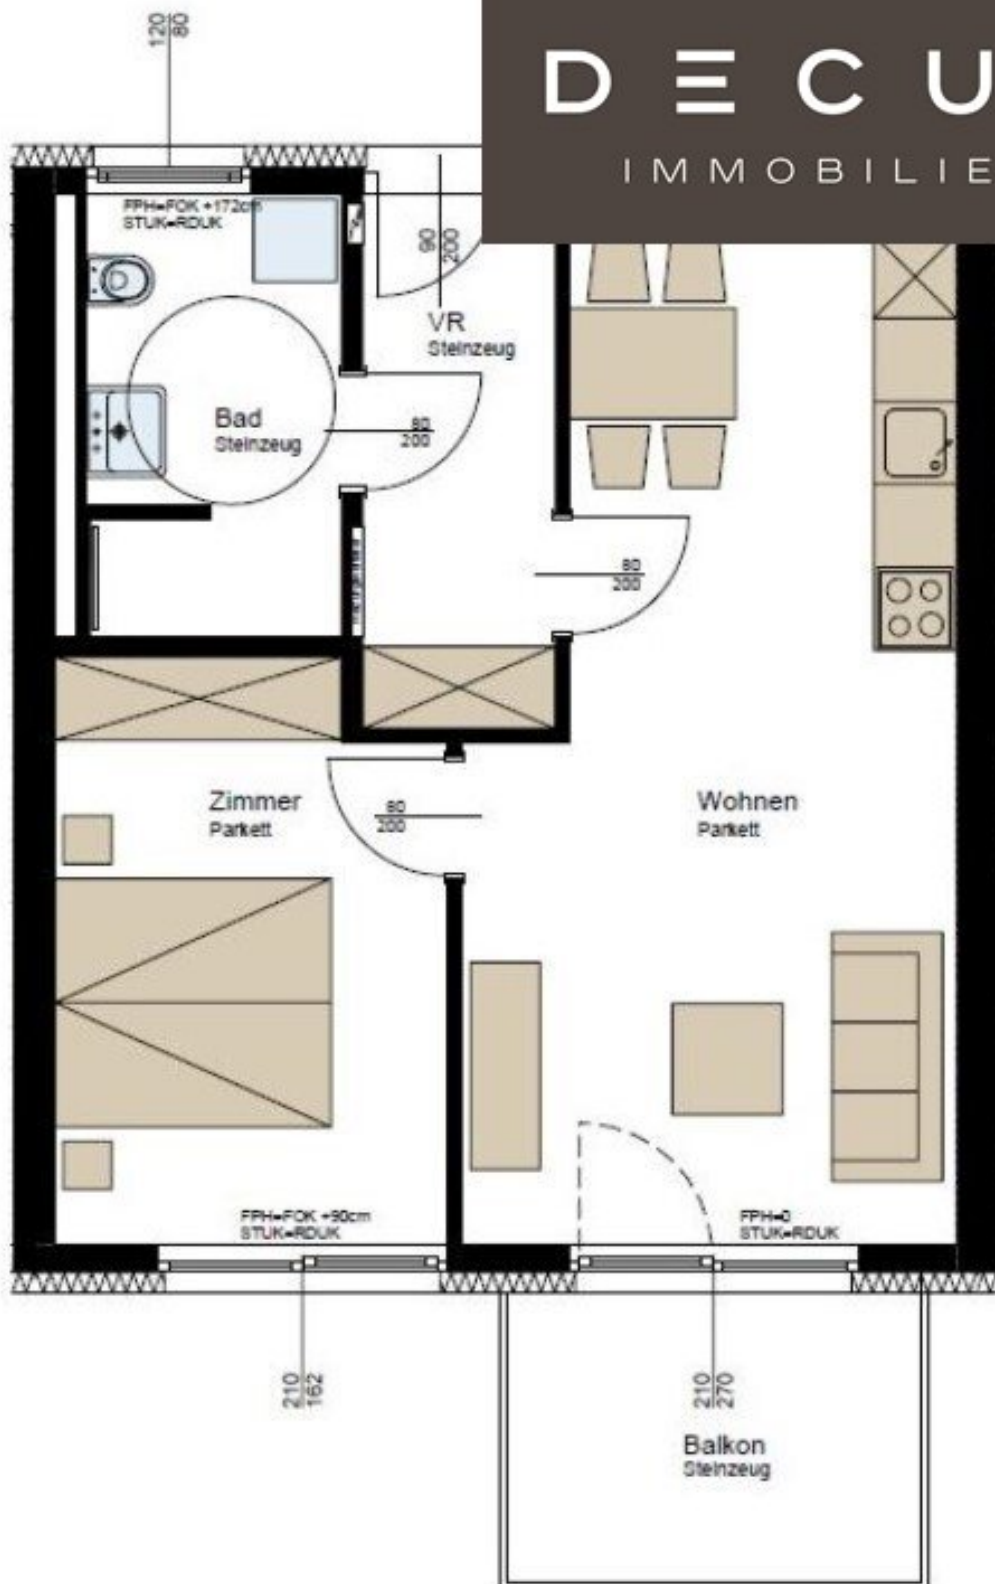 120
80
DECU
IMMOBILIE
FPH=FOK +172cm
STUK=RDUK
90
200
VR
Steinzeug
Bad
Steinzeug
80
200
80
200
Zimmer
Parkett
80
200
Wohnen
Parkett
FPH=FOK +90cm
STUK=RDUK
FPH=0
STUK=RDUK
210
162
210
270
Balkon
Steinzeug